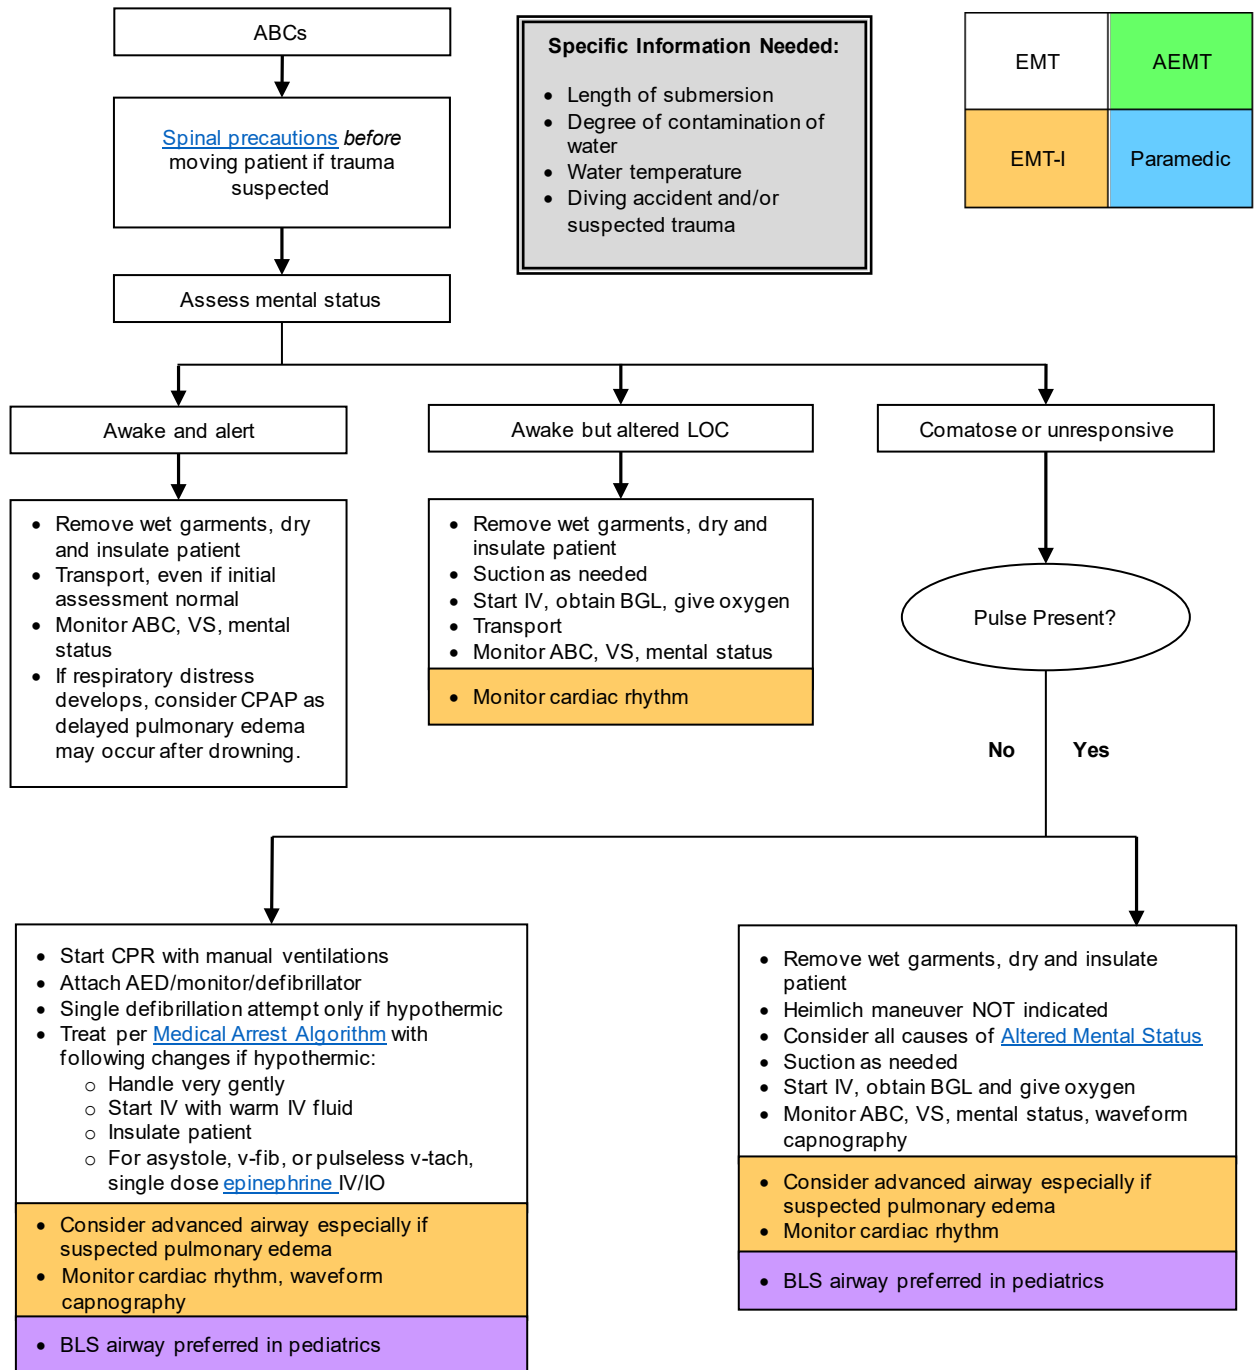 ABCs
Spinal precautions before
moving patient if trauma
suspected
Assess mental status
Specific Information Needed:
• Length of submersion
• Degree of contamination of
water
• Water temperature
• Diving accident and/or
suspected trauma
EMT
AEMT
EMT-I
Paramedic
Awake and alert
• Remove wet garments, dry
and insulate patient
• Transport, even if initial
assessment normal
• Monitor ABC, VS, mental
status
• If respiratory distress
develops, consider CPAP as
delayed pulmonary edema
may occur after drowning.
Awake but altered LOC
• Remove wet garments, dry and
insulate patient
• Suction as needed
• Start IV, obtain BGL, give oxygen
• Transport
• Monitor ABC, VS, mental status
• Monitor cardiac rhythm
Comatose or unresponsive
Pulse Present?
No
Yes
• Start CPR with manual ventilations
• Attach AED/monitor/defibrillator
• Single defibrillation attempt only if hypothermic
• Treat per Medical Arrest Algorithm with
following changes if hypothermic:
o Handle very gently
o Start IV with warm IV fluid
o Insulate patient
o For asystole, v-fib, or pulseless v-tach,
single dose epinephrine IV/IO
• Consider advanced airway especially if
suspected pulmonary edema
• Monitor cardiac rhythm, waveform
capnography
• BLS airway preferred in pediatrics
• Remove wet garments, dry and insulate
patient
• Heimlich maneuver NOT indicated
• Consider all causes of Altered Mental Status
• Suction as needed
• Start IV, obtain BGL and give oxygen
• Monitor ABC, VS, mental status, waveform
capnography
• Consider advanced airway especially if
suspected pulmonary edema
• Monitor cardiac rhythm
• BLS airway preferred in pediatrics